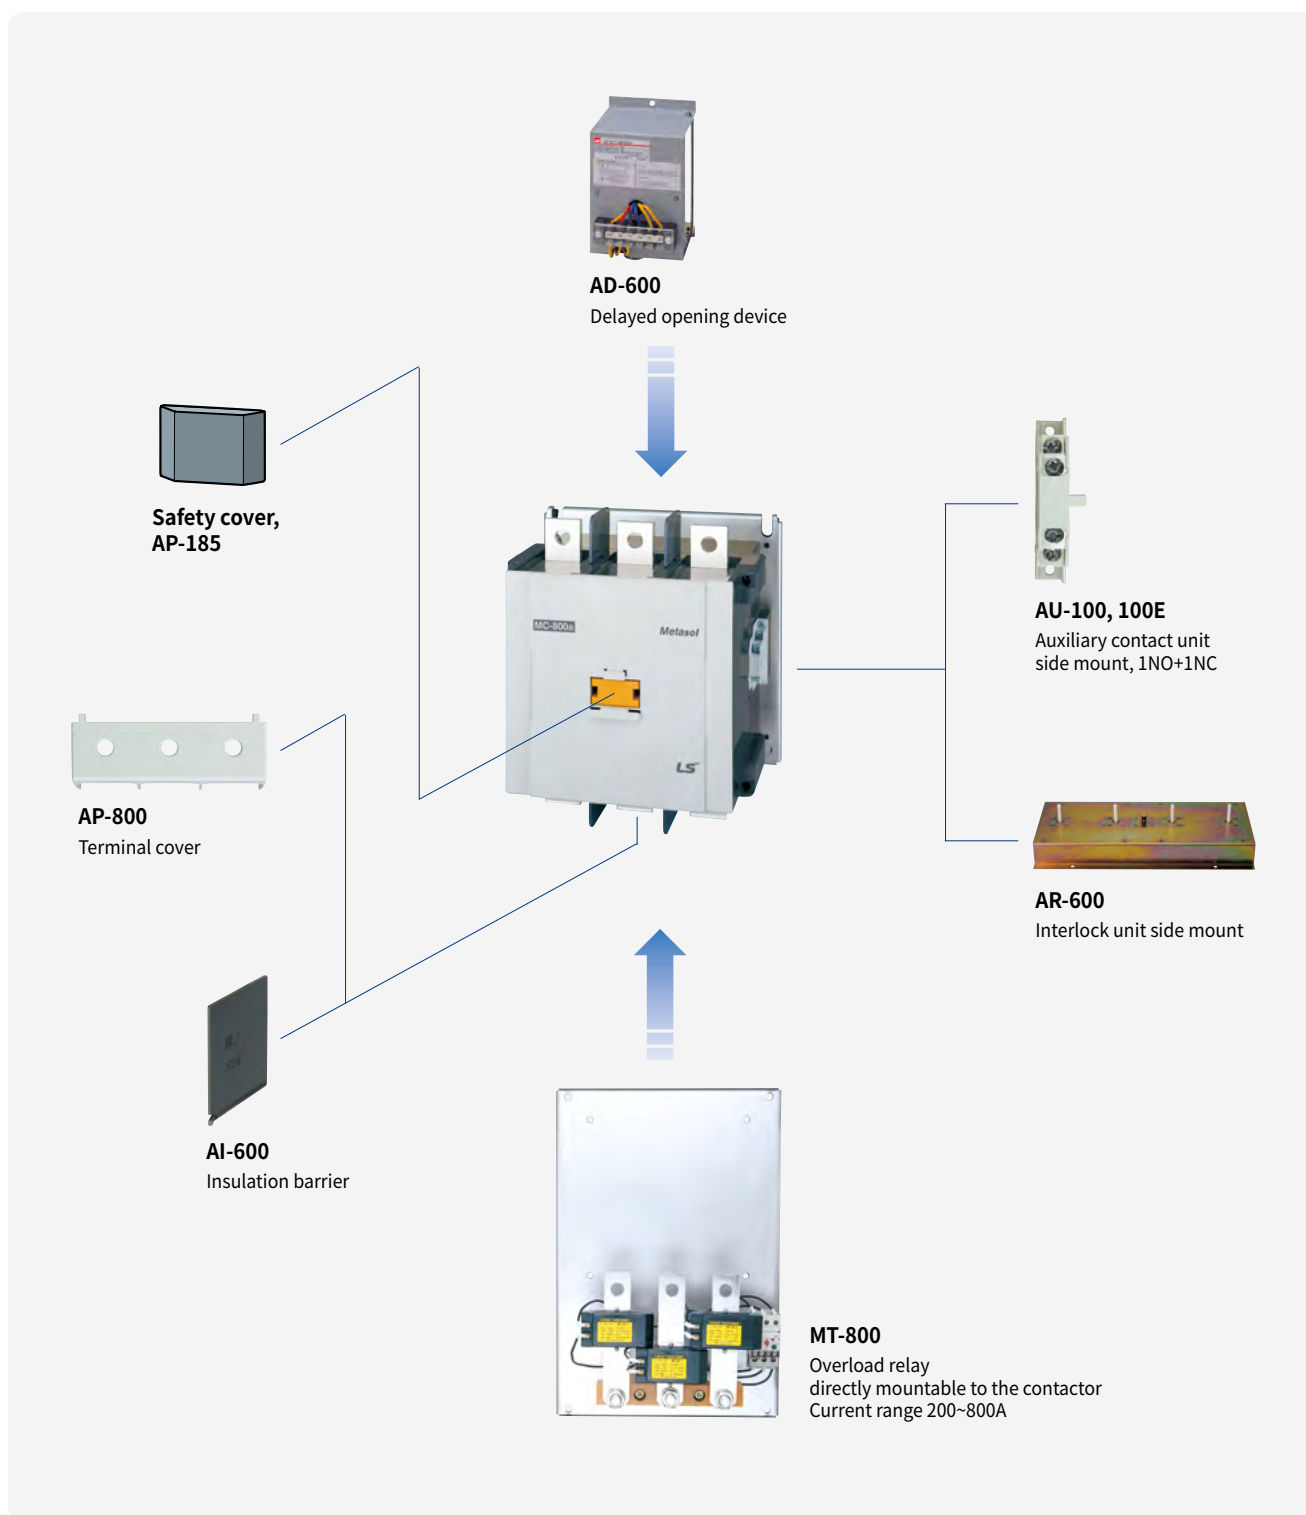 AD-600
Delayed opening device
Safety cover,
AP-185
AU-100, 100E
Auxiliary contact unit
side mount, 1NO+1NC
MC-800a
Metasol
LS
AP-800
Terminal cover
AR-600
Interlock unit side mount
AI-600
Insulation barrier
MT-800
Overload relay
directly mountable to the contactor
Current range 200~800A